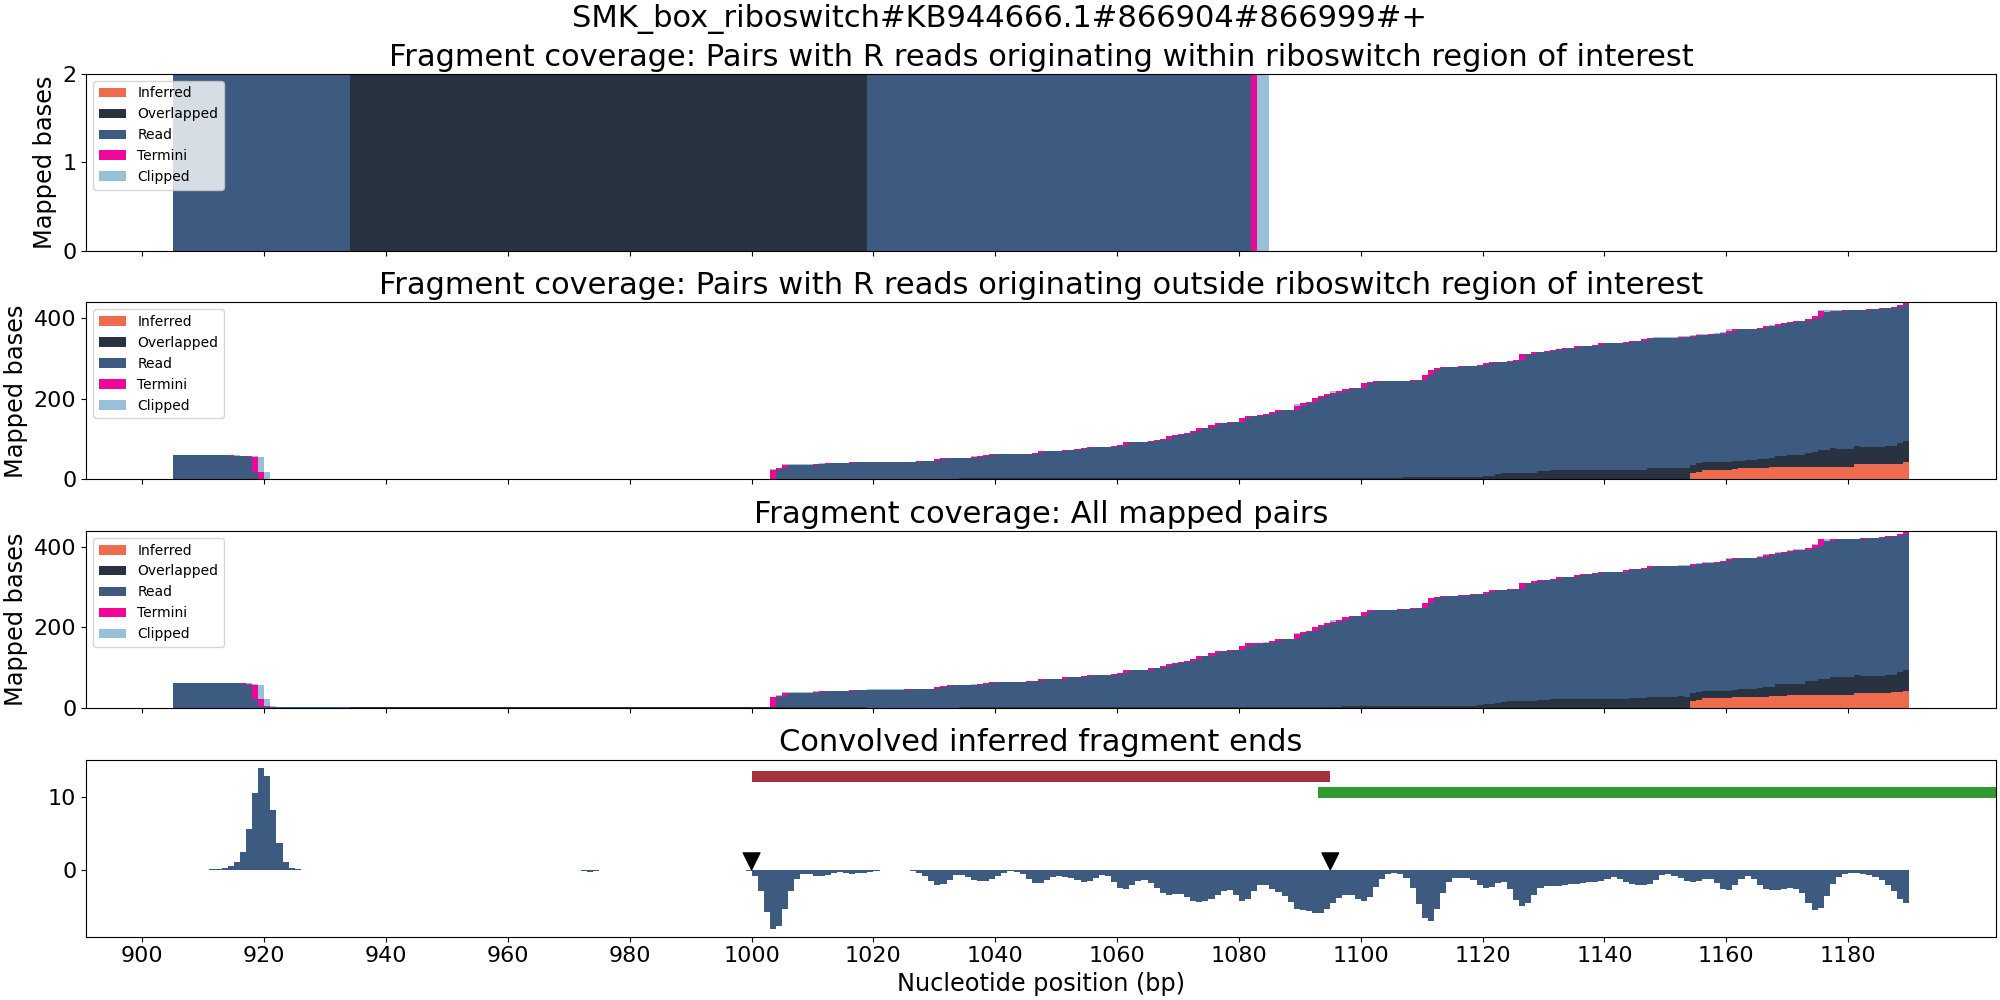 SMK_box_riboswitch#KB944666.1#866904#866999#+
Fragment coverage: Pairs with R reads originating within riboswitch region of interest
Mapped bases
2
1
0
Inferred
Overlapped
Read
Termini
Clipped
Fragment coverage: Pairs with R reads originating outside riboswitch region of interest
Mapped bases
400
200
0
Inferred
Overlapped
Read
Termini
Clipped
Fragment coverage: All mapped pairs
Mapped bases
400
200
0
Inferred
Overlapped
Read
Termini
Clipped
Convolved inferred fragment ends
10
0
900 920 940 960 980 1000 1020 1040 1060 1080 1100 1120 1140 1160 1180
Nucleotide position (bp)